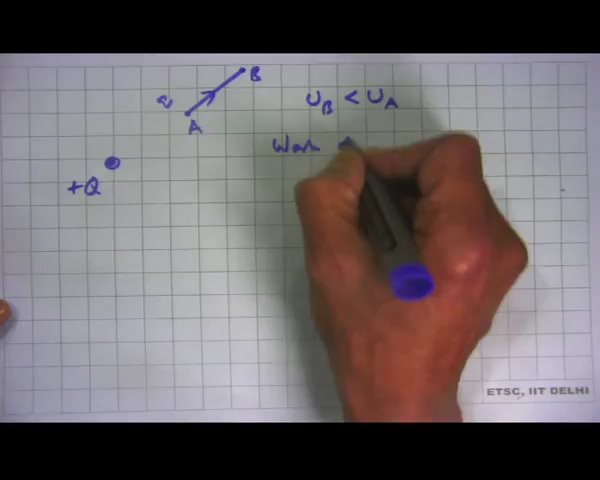 B
U_B < U_A
q
A
Work
+Q
ETSC, IIT DELHI